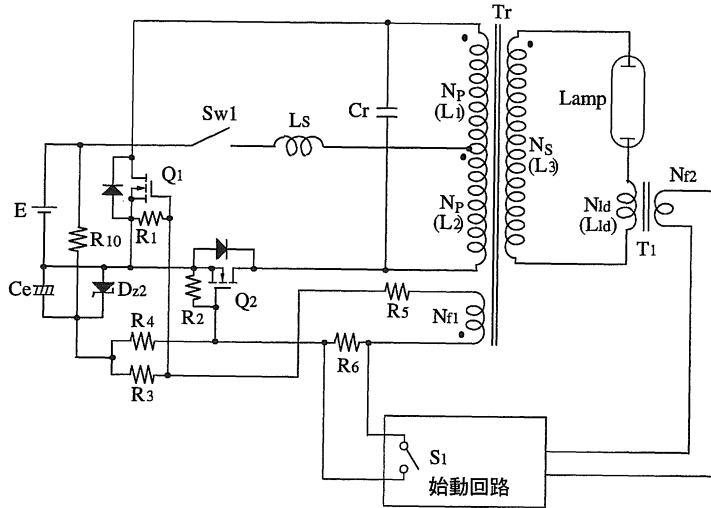 Tr
Sw1
Ls
Cr
NP
(L1)
NS
(L3)
Lamp
Q1
E
R10
R1
NP
(L2)
Nld
(Lld)
Nf2
T1
Ce
Dz2
R2
Q2
R5
Nf1
R4
R3
R6
S1
始動回路